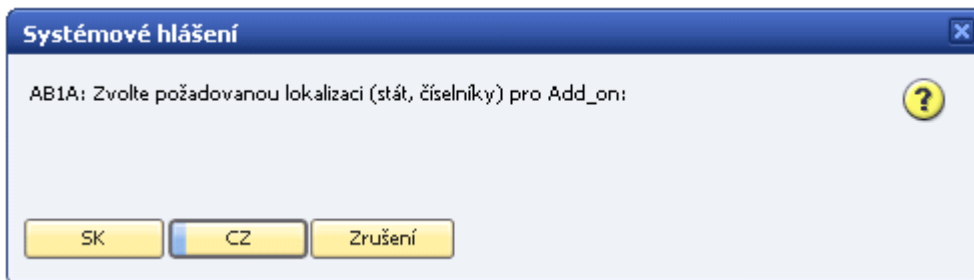 Systémové hlášení
AB1A: Zvolte požadovanou lokalizaci (stát, číselníky) pro Add_on:
?
SK CZ Zrušení